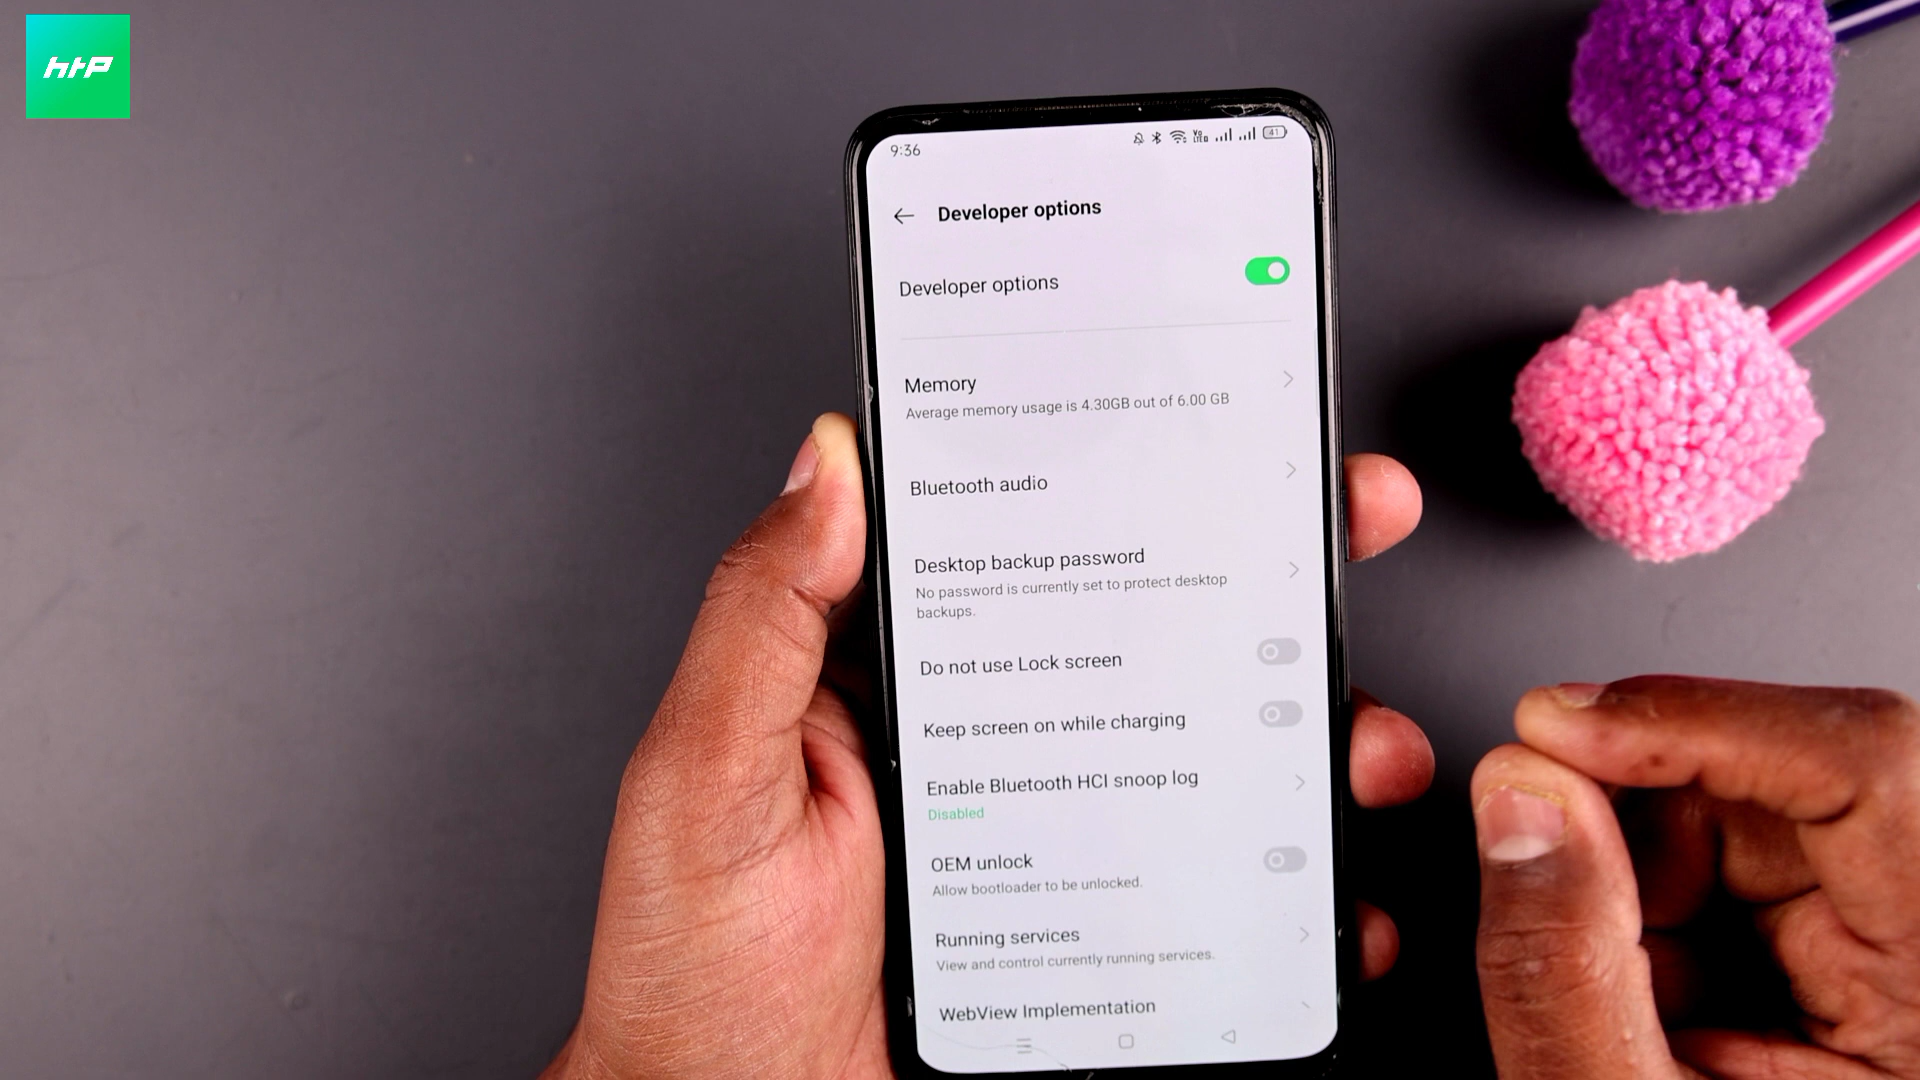 htp
9:36
Vo
LTE
41
Developer options
Developer options
Memory
Average memory usage is 4.30GB out of 6.00 GB
Bluetooth audio
Desktop backup password
No password is currently set to protect desktop
backups.
Do not use Lock screen
Keep screen on while charging
Enable Bluetooth HCI snoop log
Disabled
OEM unlock
Allow bootloader to be unlocked.
Running services
View and control currently running services.
WebView Implementation